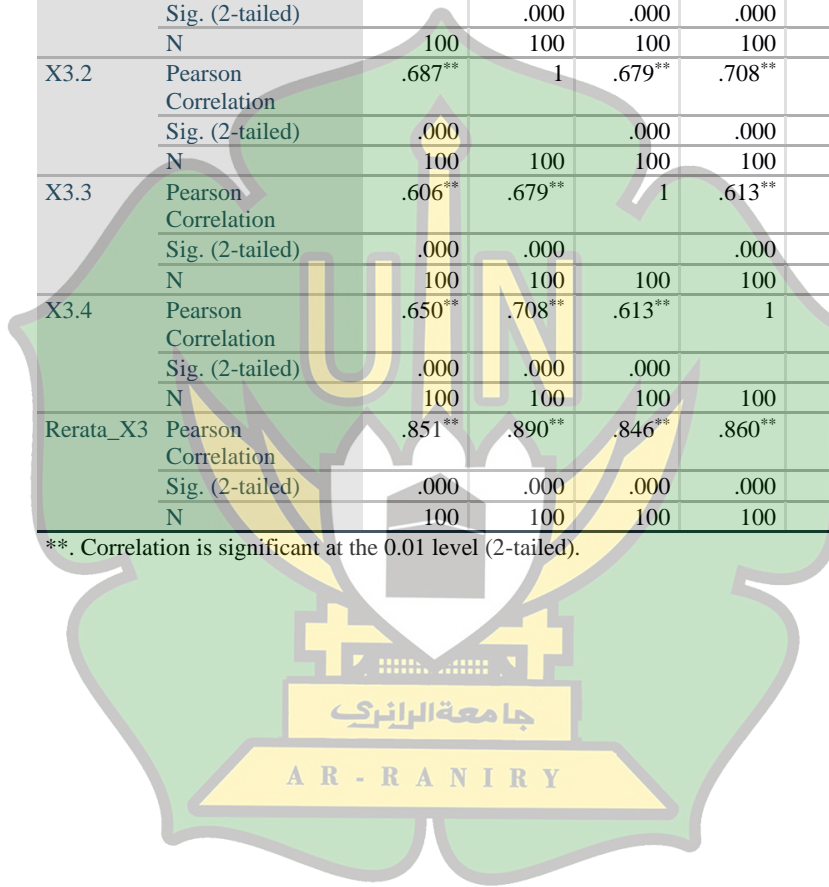 Sig. (2-tailed) .000 .000 .000
N 100 100 100 100
X3.2 Pearson .687** 1 .679** .708**
Correlation
Sig. (2-tailed) .000 .000 .000
N 100 100 100 100
X3.3 Pearson .606** .679** 1 .613**
Correlation
Sig. (2-tailed) .000 .000 .000
N 100 100 100 100
X3.4 Pearson .650** .708** .613** 1
Correlation
Sig. (2-tailed) .000 .000 .000
N 100 100 100 100
Rerata_X3 Pearson .851** .890** .846** .860**
Correlation
Sig. (2-tailed) .000 .000 .000 .000
N 100 100 100 100
**. Correlation is significant at the 0.01 level (2-tailed).
UIN
جامعةالرانري
AR-RANIRY